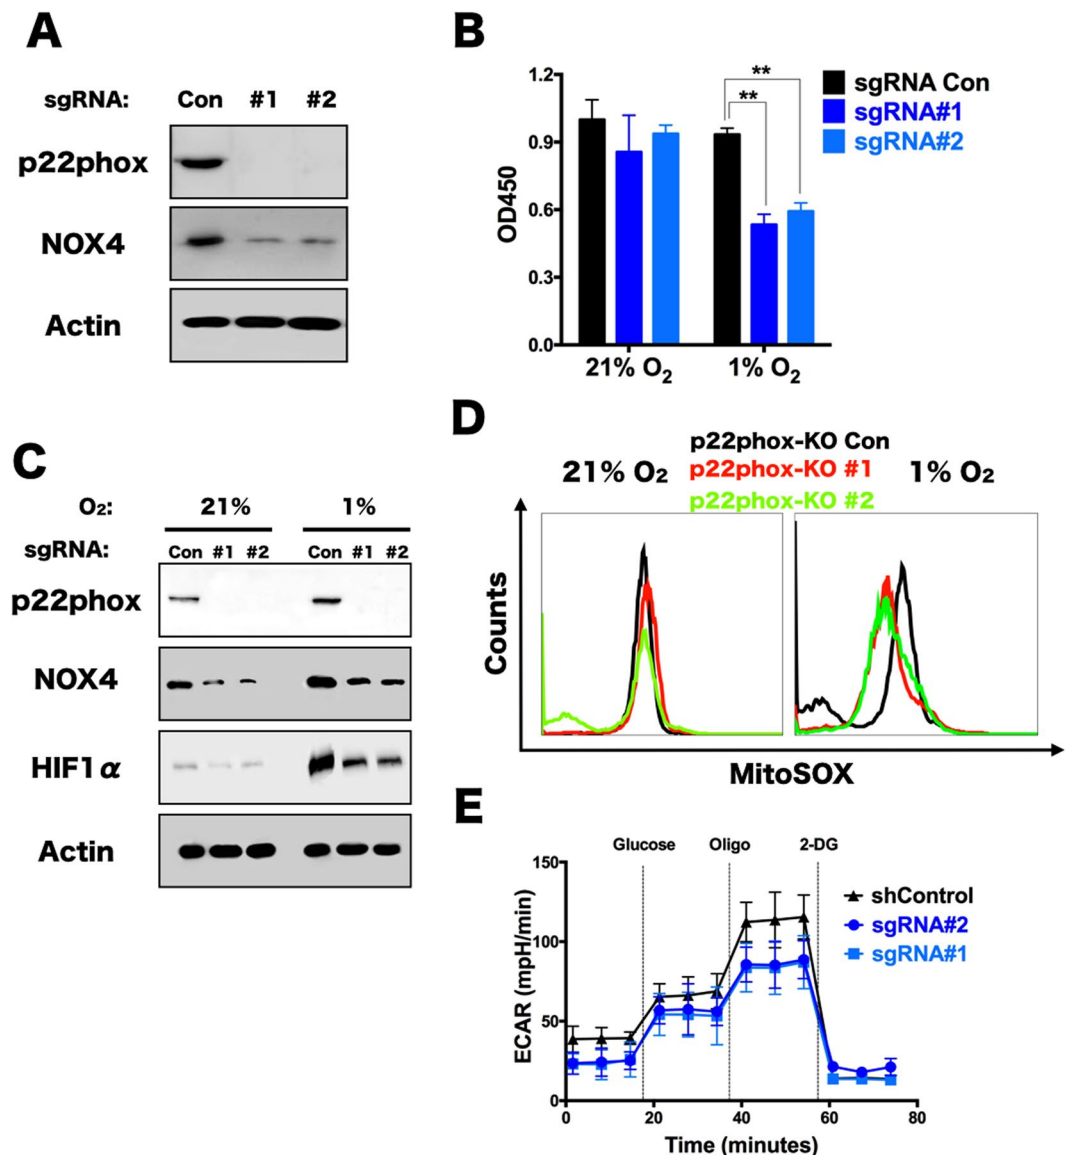 A
sgRNA: Con #1 #2
p22phox
NOX4
Actin
B
OD450
1.2
0.9
0.6
0.3
0.0
** 
**
21% O2 1% O2
sgRNA Con
sgRNA#1
sgRNA#2
C
O2: 21% 1%
sgRNA: Con #1 #2 Con #1 #2
p22phox
NOX4
HIF1α
Actin
D
p22phox-KO Con
p22phox-KO #1
p22phox-KO #2
21% O2 1% O2
Counts
MitoSOX
E
Glucose Oligo 2-DG
ECAR (mpH/min)
150
100
50
0
0 20 40 60 80
Time (minutes)
shControl
sgRNA#2
sgRNA#1